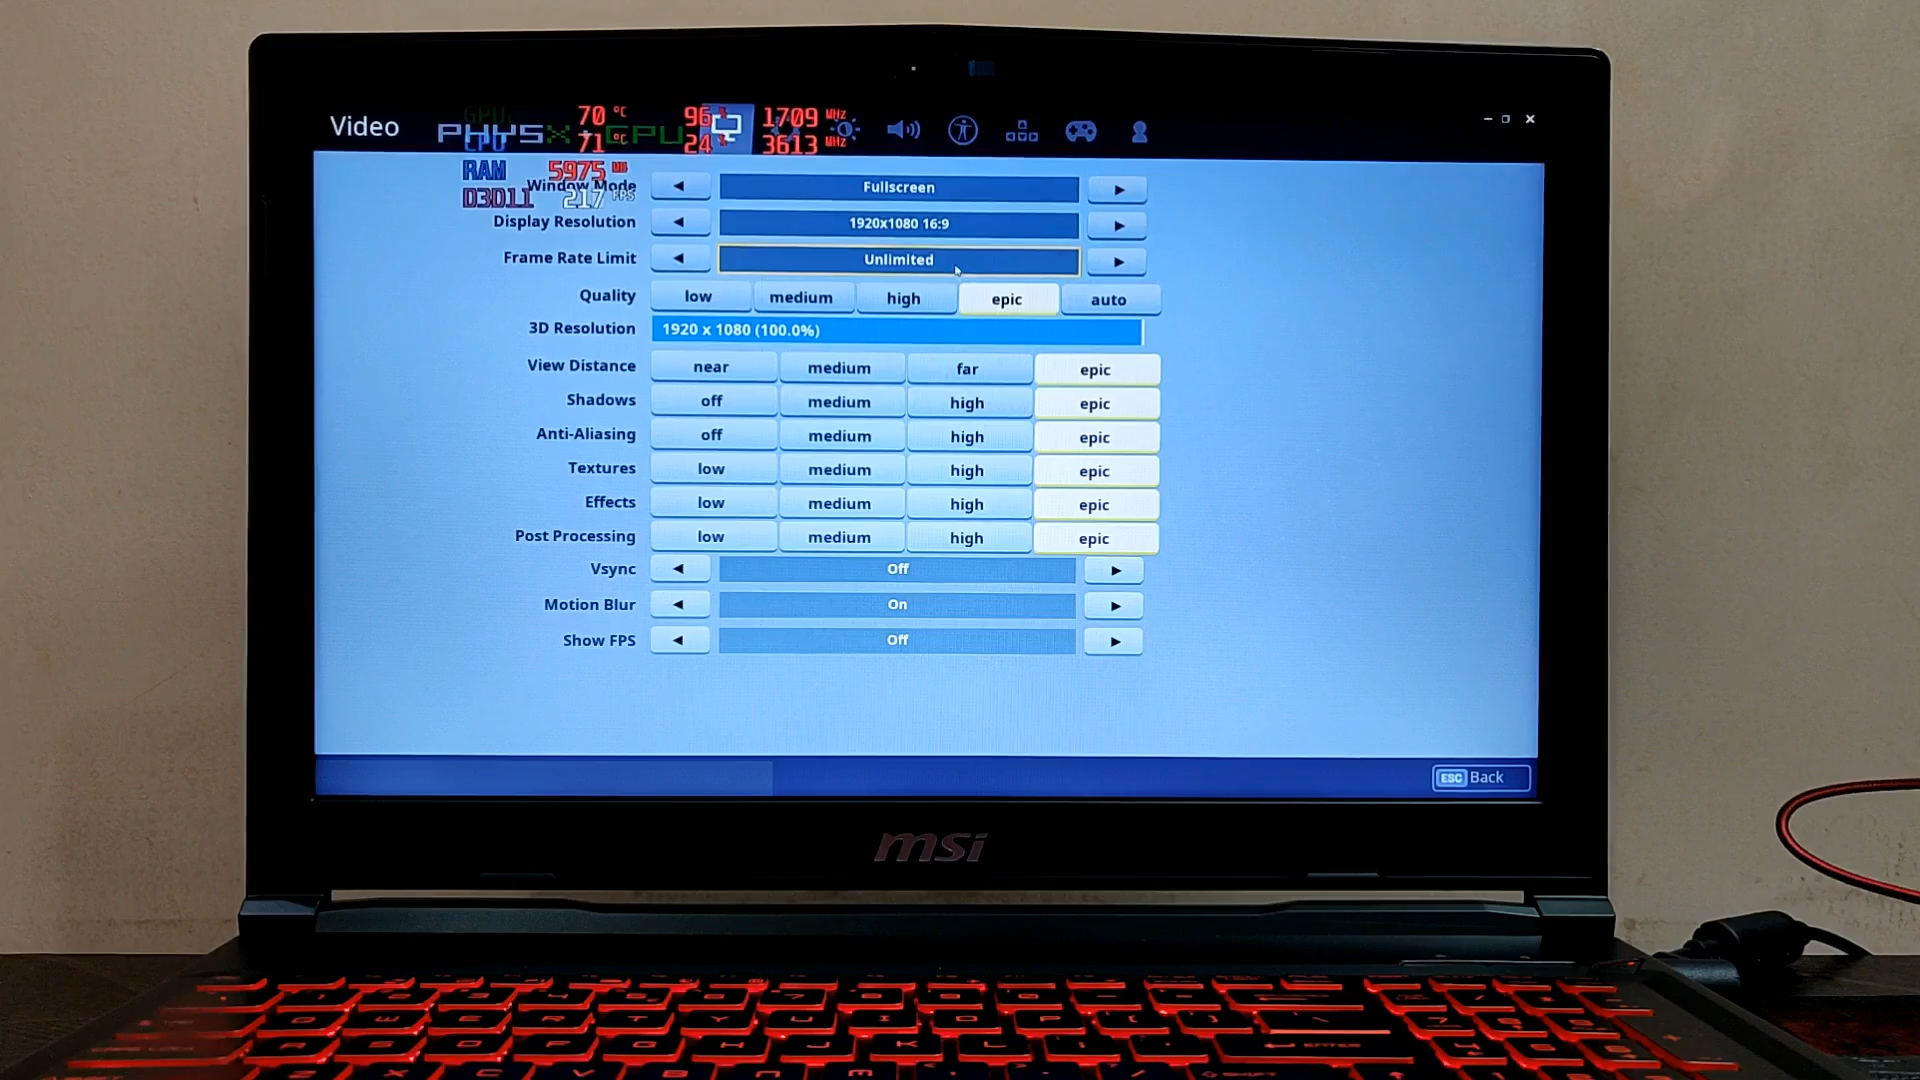 Video
GPU 70 °C 96 % 1709 MHz
PHYSX CPU
CPU 71 °C 24 % 3613 MHz
RAM 5975 MB
D3D11 217 FPS
Window Mode Fullscreen
Display Resolution 1920x1080 16:9
Frame Rate Limit Unlimited
Quality low medium high epic auto
3D Resolution 1920 x 1080 (100.0%)
View Distance near medium far epic
Shadows off medium high epic
Anti-Aliasing off medium high epic
Textures low medium high epic
Effects low medium high epic
Post Processing low medium high epic
Vsync Off
Motion Blur On
Show FPS Off
ESC Back
msi